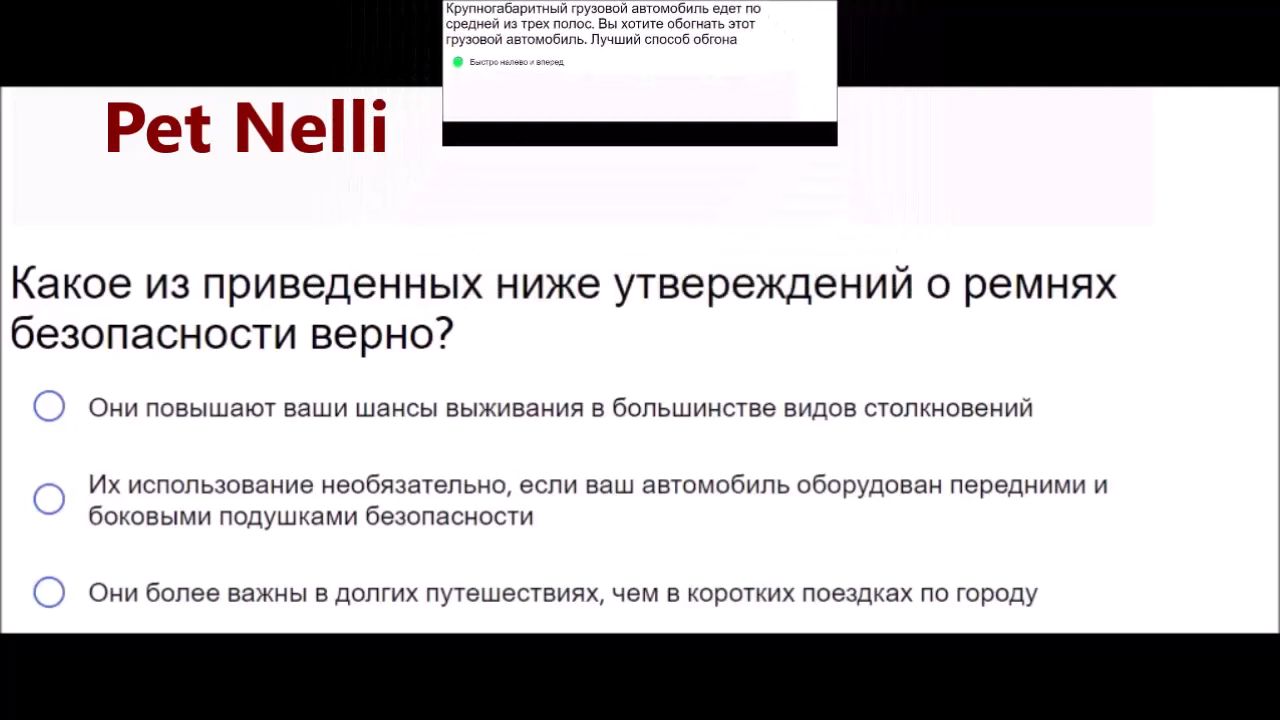 Крупногабаритный грузовой автомобиль едет по
средней из трех полос. Вы хотите обогнать этот
грузовой автомобиль. Лучший способ обгона
Быстро налево и вперед
Pet Nelli
Какое из приведенных ниже утвереждений о ремнях
безопасности верно?
Они повышают ваши шансы выживания в большинстве видов столкновений
Их использование необязательно, если ваш автомобиль оборудован передними и
боковыми подушками безопасности
Они более важны в долгих путешествиях, чем в коротких поездках по городу